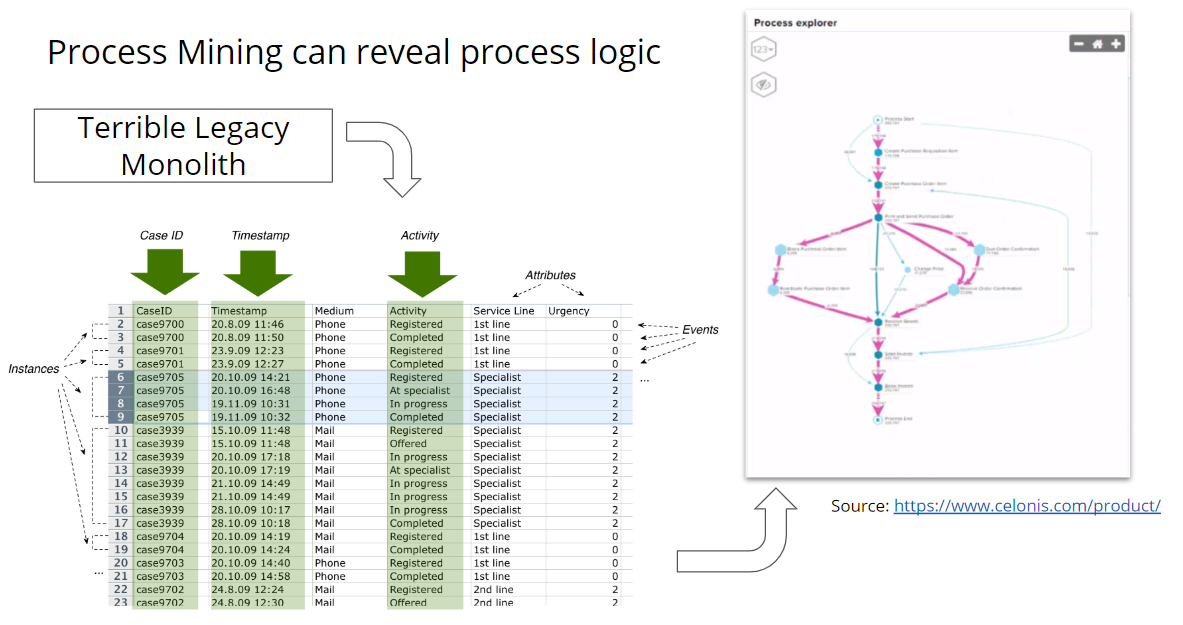 Process Mining can reveal process logic
Terrible Legacy
Monolith
Case ID
Timestamp
Activity
Attributes
Events
Instances
...
...
1 CaseID Timestamp Medium Activity Service Line Urgency
2 case9700 20.8.09 11:46 Phone Registered 1st line 0
3 case9700 20.8.09 11:50 Phone Completed 1st line 0
4 case9701 23.9.09 12:23 Phone Registered 1st line 0
5 case9701 23.9.09 12:27 Phone Completed 1st line 0
6 case9705 20.10.09 14:21 Phone Registered Specialist 2
7 case9705 20.10.09 16:48 Phone At specialist Specialist 2
8 case9705 19.11.09 10:31 Phone In progress Specialist 2
9 case9705 19.11.09 10:32 Phone Completed Specialist 2
10 case3939 15.10.09 11:48 Mail Registered Specialist 2
11 case3939 15.10.09 11:48 Mail Offered Specialist 2
12 case3939 20.10.09 17:18 Mail In progress Specialist 2
13 case3939 20.10.09 17:19 Mail At specialist Specialist 2
14 case3939 21.10.09 14:49 Mail In progress Specialist 2
15 case3939 21.10.09 14:49 Mail In progress Specialist 2
16 case3939 28.10.09 10:17 Mail In progress Specialist 2
17 case3939 28.10.09 10:18 Mail Completed Specialist 2
18 case9704 20.10.09 14:19 Mail Registered 1st line 0
19 case9704 20.10.09 14:24 Mail Completed 1st line 0
20 case9703 20.10.09 14:40 Phone Registered 1st line 0
21 case9703 20.10.09 14:58 Phone Completed 1st line 0
22 case9702 24.8.09 12:24 Mail Registered 2nd line 2
23 case9702 24.8.09 12:30 Mail Offered 2nd line 2
Process explorer
123
Process Start
Create Purchase Requisition Item
Create Purchase Order Item
Print and Send Purchase Order
Block Purchase Order Item
Order Confirmation
Change Price
Purchase Order Item
Order Confirmation
Process End
Source: https://www.celonis.com/product/